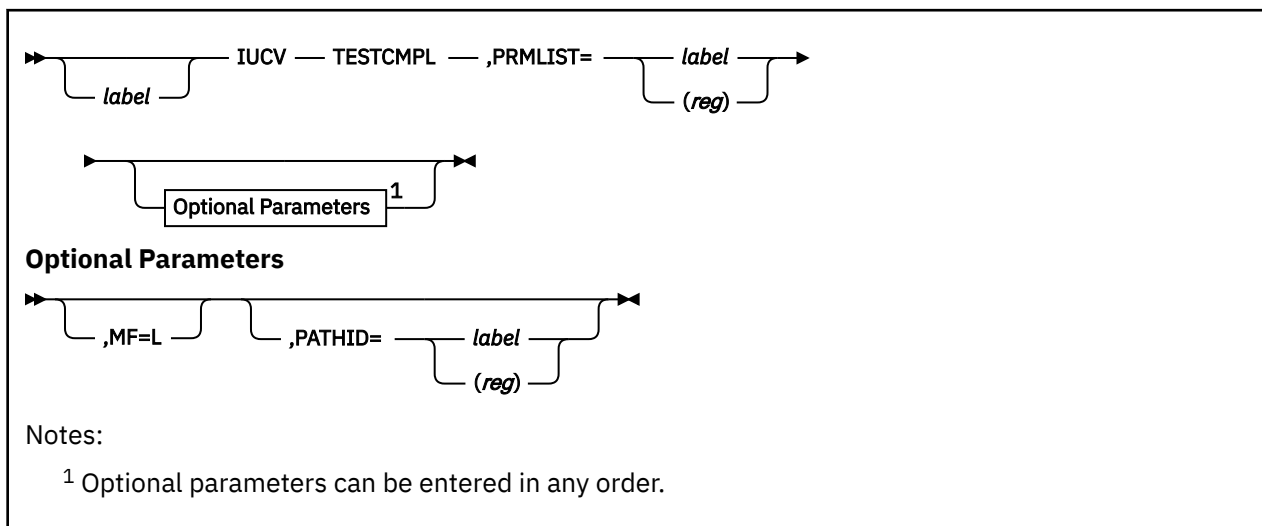 IUCV TESTCMPL ,PRMLIST= label
label (reg)
Optional Parameters 1
Optional Parameters
,MF=L ,PATHID= label
(reg)
Notes:
1 Optional parameters can be entered in any order.